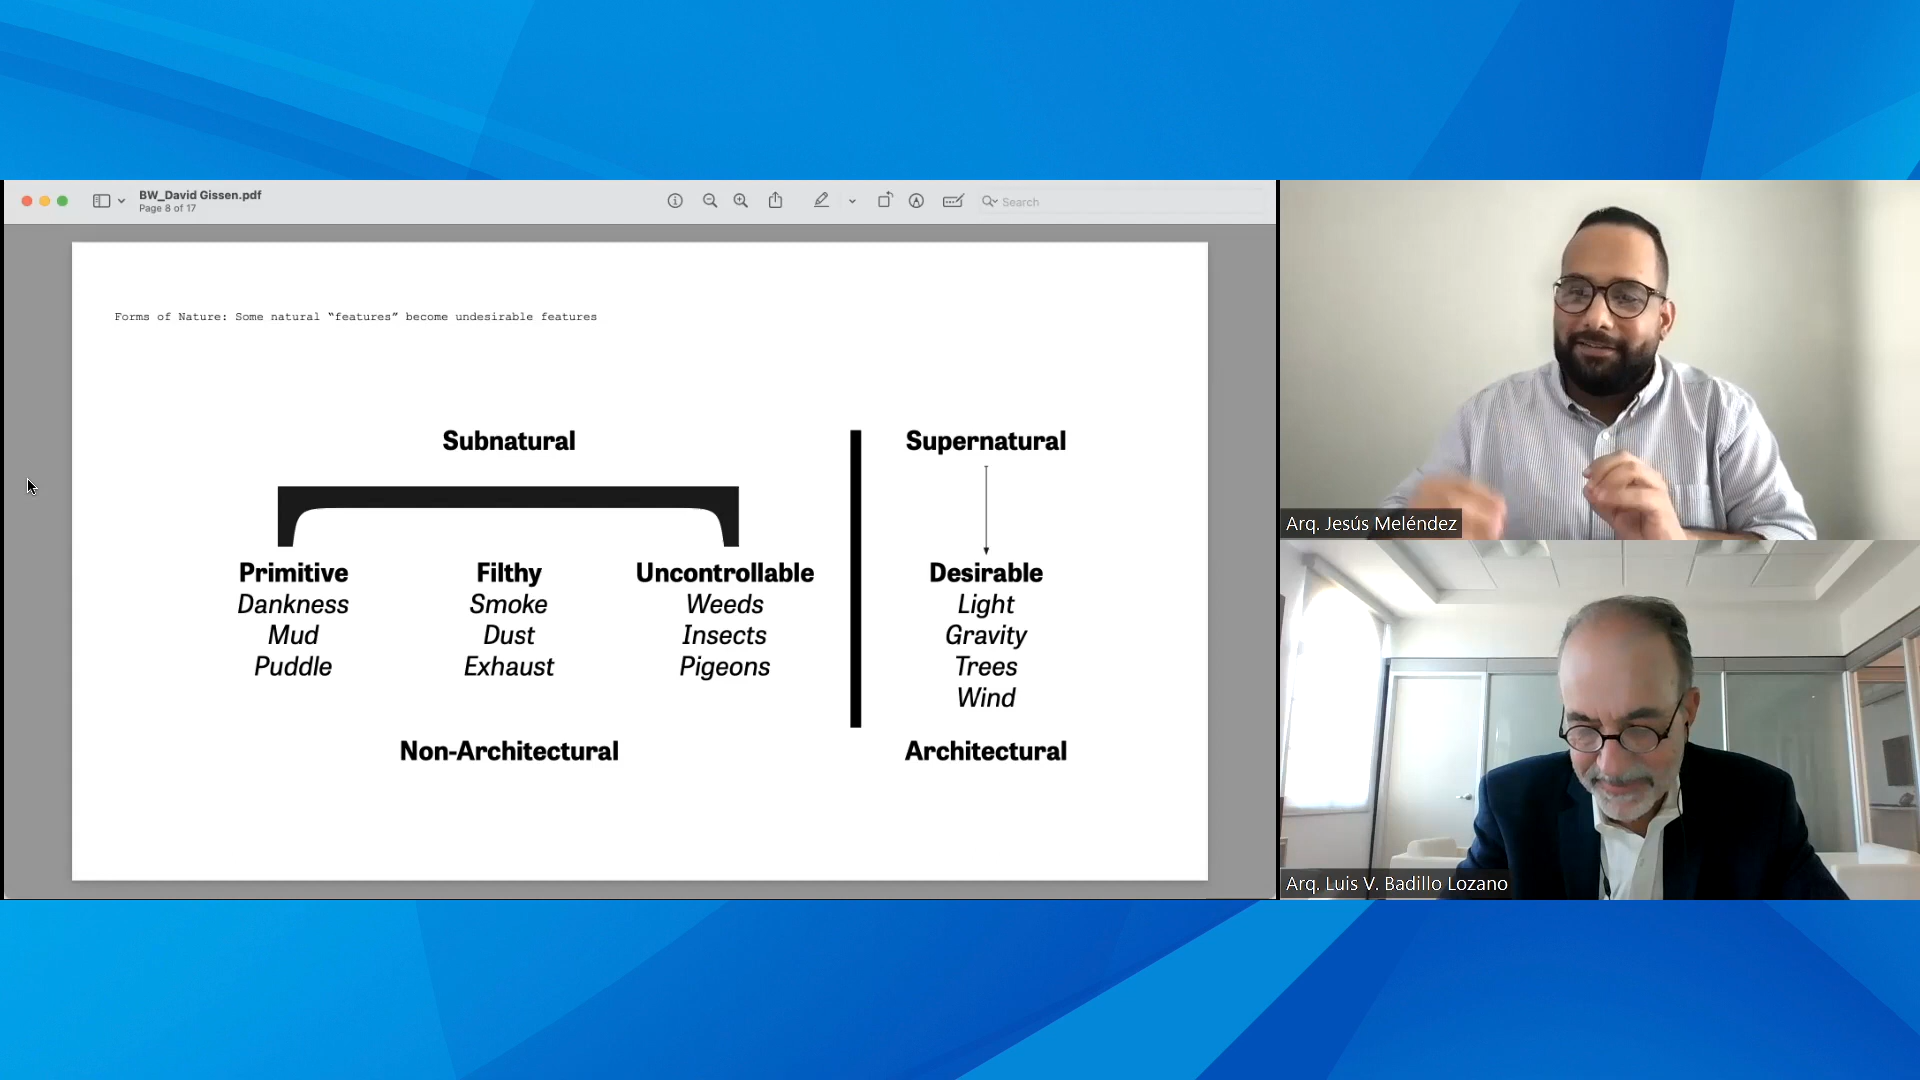 BW_David Gissen.pdf
Page 8 of 17
Search
Forms of Nature: Some natural “features” become undesirable features
Subnatural
Primitive
Dankness
Mud
Puddle
Filthy
Smoke
Dust
Exhaust
Uncontrollable
Weeds
Insects
Pigeons
Non-Architectural
Supernatural
Desirable
Light
Gravity
Trees
Wind
Architectural
Arq. Jesús Meléndez
Arq. Luis V. Badillo Lozano